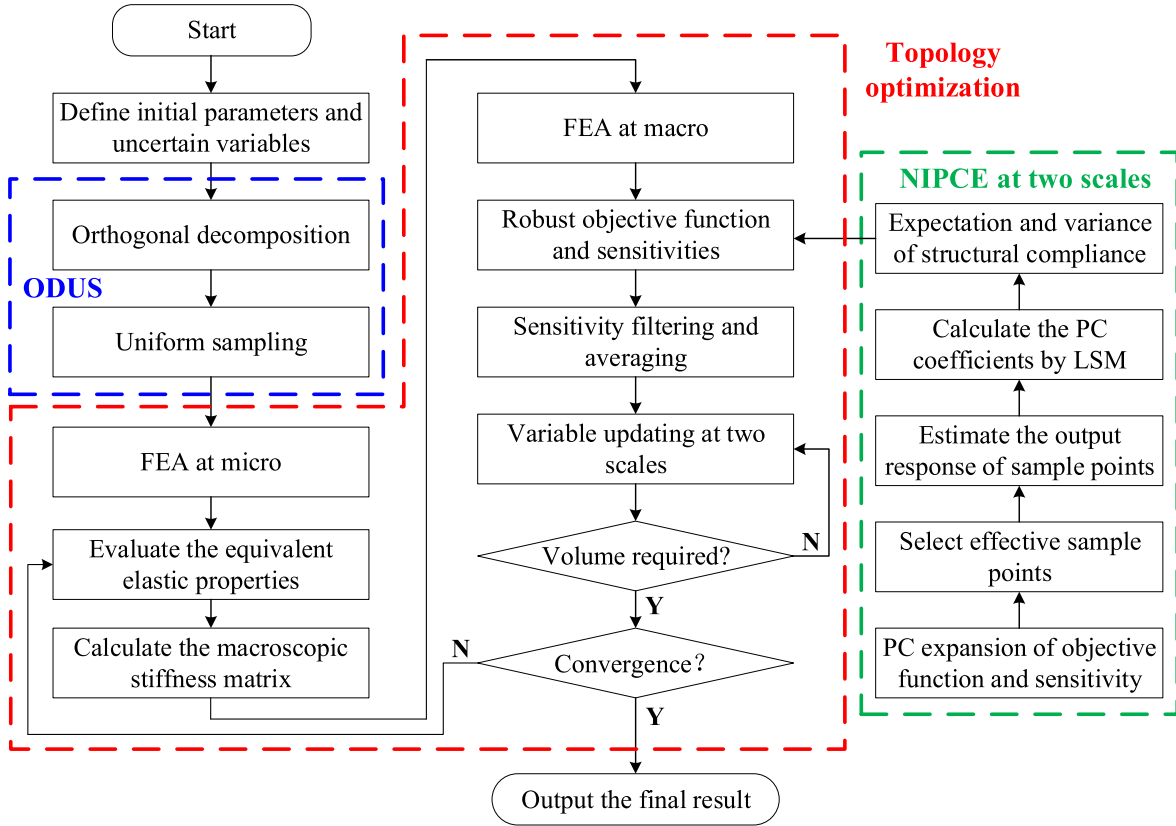 Start
Define initial parameters and
uncertain variables
Orthogonal decomposition
ODUS
Uniform sampling
FEA at micro
Evaluate the equivalent
elastic properties
Calculate the macroscopic
stiffness matrix
Topology
optimization
FEA at macro
Robust objective function
and sensitivities
Sensitivity filtering and
averaging
Variable updating at two
scales
Volume required?
N
Y
Convergence?
N
Y
Output the final result
NIPCE at two scales
Expectation and variance
of structural compliance
Calculate the PC
coefficients by LSM
Estimate the output
response of sample points
Select effective sample
points
PC expansion of objective
function and sensitivity